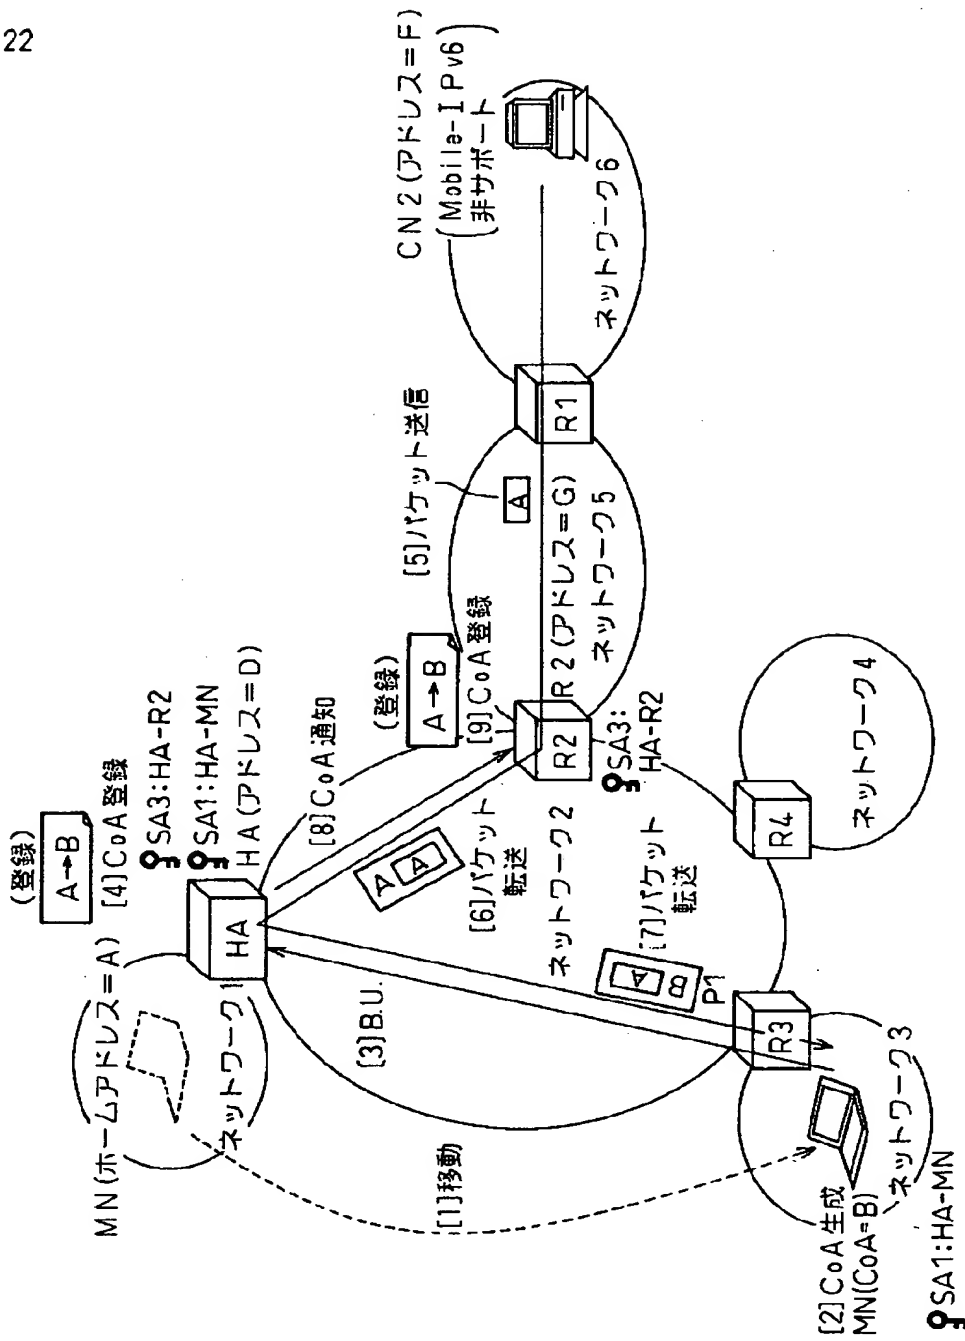 22
CN2(アドレス=F)
(Mobile-IPv6
非サポート)
ネットワーク6
R1
[5]パケット送信
A
R2(アドレス=G)
ネットワーク5
(登録)
A→B
[9]CoA登録
R2
SA3:
HA-R2
[8]CoA通知
(登録)
A→B
[4]CoA登録
SA3:HA-R2
SA1:HA-MN
HA(アドレス=D)
HA
A
A
[6]パケット
転送
ネットワーク2
[7]パケット
転送
A
B
P1
R4
ネットワーク4
MN(ホームアドレス=A)
ネットワーク1
[3]B.U.
[1]移動
R3
ネットワーク3
[2]CoA生成
MN(CoA=B)
SA1:HA-MN